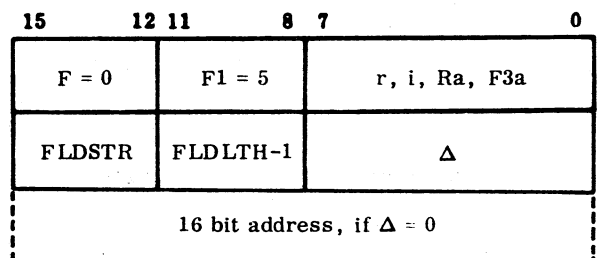 15 12 11 8 7 0
F = 0 F1 = 5 r, i, Ra, F3a
FLDSTR FLDLTH-1 Δ
16 bit address, if Δ = 0